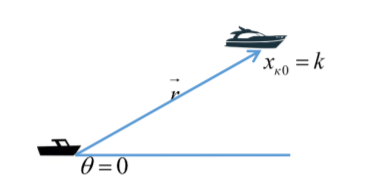 r⃗
x_{κ0} = k
θ = 0